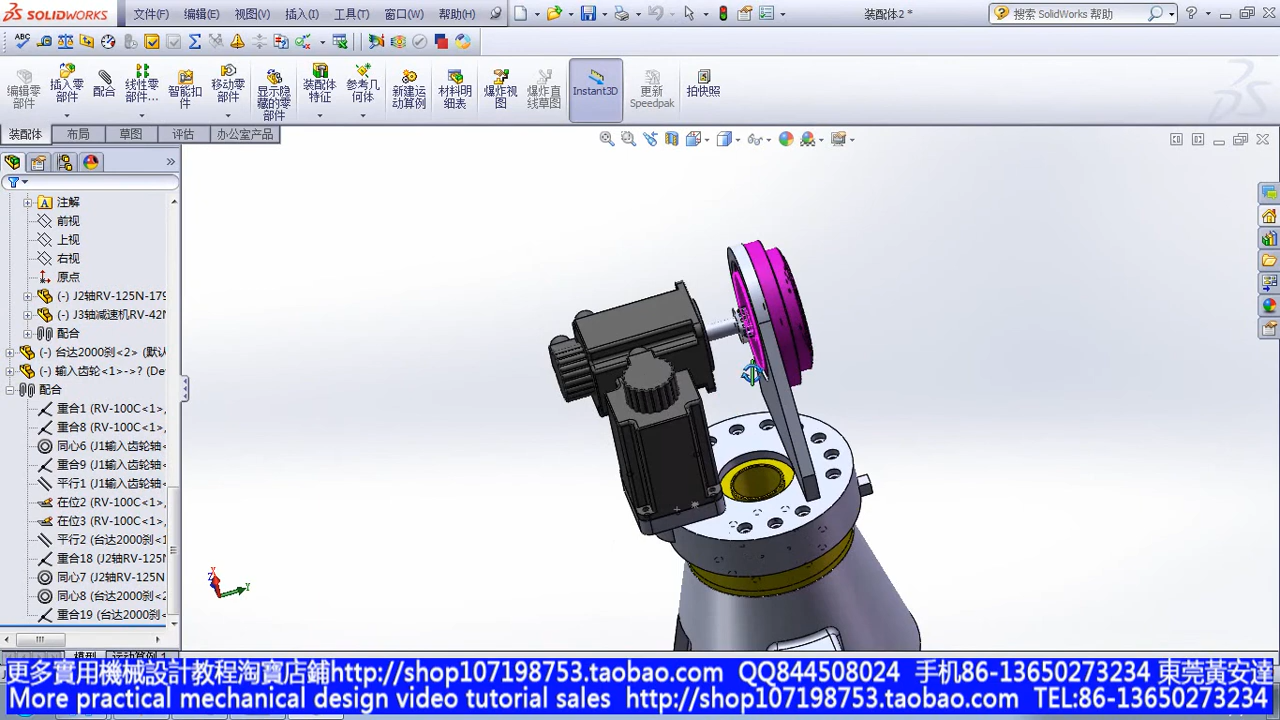 SOLIDWORKS 文件(F) 编辑(E) 视图(V) 插入(I) 工具(T) 窗口(W) 帮助(H) 装配体2 * 搜索 SolidWorks 帮助
编辑零部件 插入零部件 配合 线性零部件... 智能扣件 移动零部件 显示隐藏的零部件 装配体特征 参考几何体 新建运动算例 材料明细表 爆炸视图 爆炸直线草图 Instant3D 更新Speedpak 拍快照
装配体 布局 草图 评估 办公室产品
注解
前视
上视
右视
原点
(-) J2轴RV-125N-179
(-) J3轴减速机RV-42N
配合
(-) 台达2000刹<2> (默认
(-) 输入齿轮<1>->? (De
配合
重合1 (RV-100C<1>,
重合8 (RV-100C<1>,
同心6 (J1输入齿轮轴
重合9 (J1输入齿轮轴
平行1 (J1输入齿轮轴
在位2 (RV-100C<1>
在位3 (RV-100C<1>
平行2 (台达2000刹<
重合18 (J2轴RV-125N
同心7 (J2轴RV-125N
同心8 (台达2000刹<2
重合19 (台达2000刹<
Z
Y
更多實用機械設計教程淘寶店鋪http://shop107198753.taobao.com QQ844508024 手机86-13650273234 東莞黃安達
More practical mechanical design video tutorial sales http://shop107198753.taobao.com TEL:86-13650273234